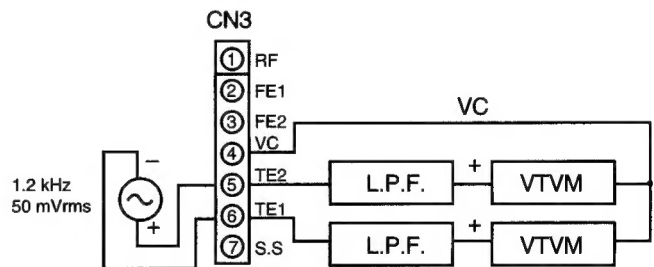 CN3
1 RF
2 FE1
3 FE2
VC
4 VC
5 TE2
6 TE1
7 S.S
1.2 kHz
50 mVrms
−
+
L.P.F.
+
VTVM
L.P.F.
+
VTVM